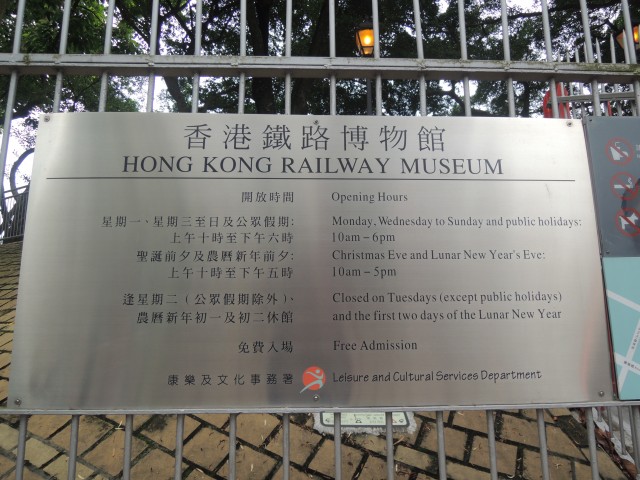 香港鐵路博物館
HONG KONG RAILWAY MUSEUM
開放時間 Opening Hours
星期一、星期三至日及公眾假期: Monday, Wednesday to Sunday and public holidays:
上午十時至下午六時 10am – 6pm
聖誕前夕及農曆新年前夕: Christmas Eve and Lunar New Year's Eve:
上午十時至下午五時 10am – 5pm
逢星期二（公眾假期除外）、 Closed on Tuesdays (except public holidays)
農曆新年初一及初二休館 and the first two days of the Lunar New Year
免費入場 Free Admission
康樂及文化事務署 Leisure and Cultural Services Department